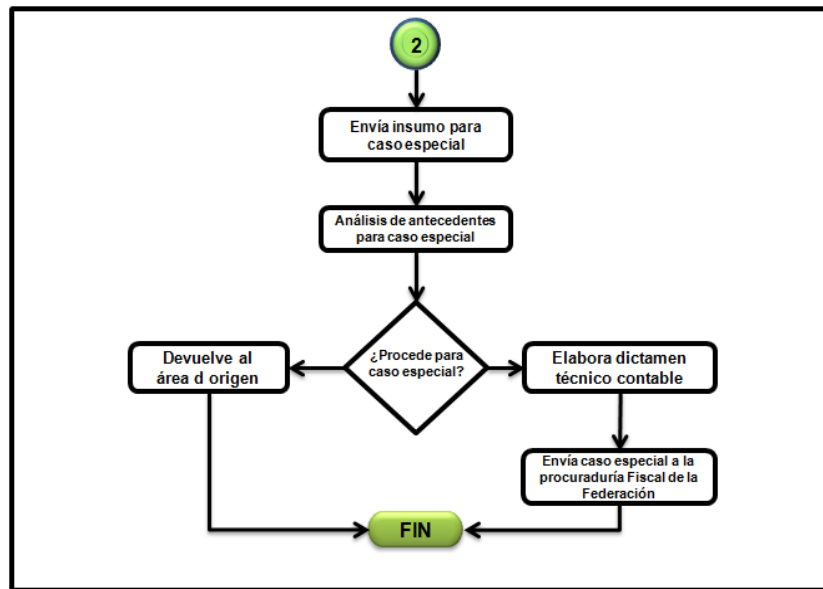 2
Envía insumo para
caso especial
Análisis de antecedentes
para caso especial
¿Procede para
caso especial?
Devuelve al
área d origen
Elabora dictamen
técnico contable
Envía caso especial a la
procuraduría Fiscal de la
Federación
FIN